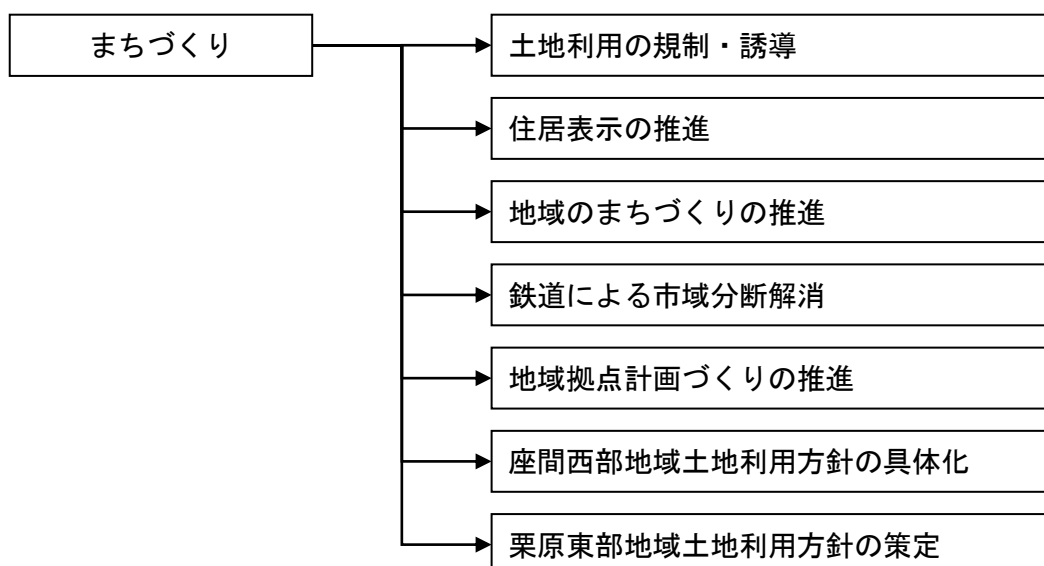 まちづくり
土地利用の規制・誘導
住居表示の推進
地域のまちづくりの推進
鉄道による市域分断解消
地域拠点計画づくりの推進
座間西部地域土地利用方針の具体化
栗原東部地域土地利用方針の策定